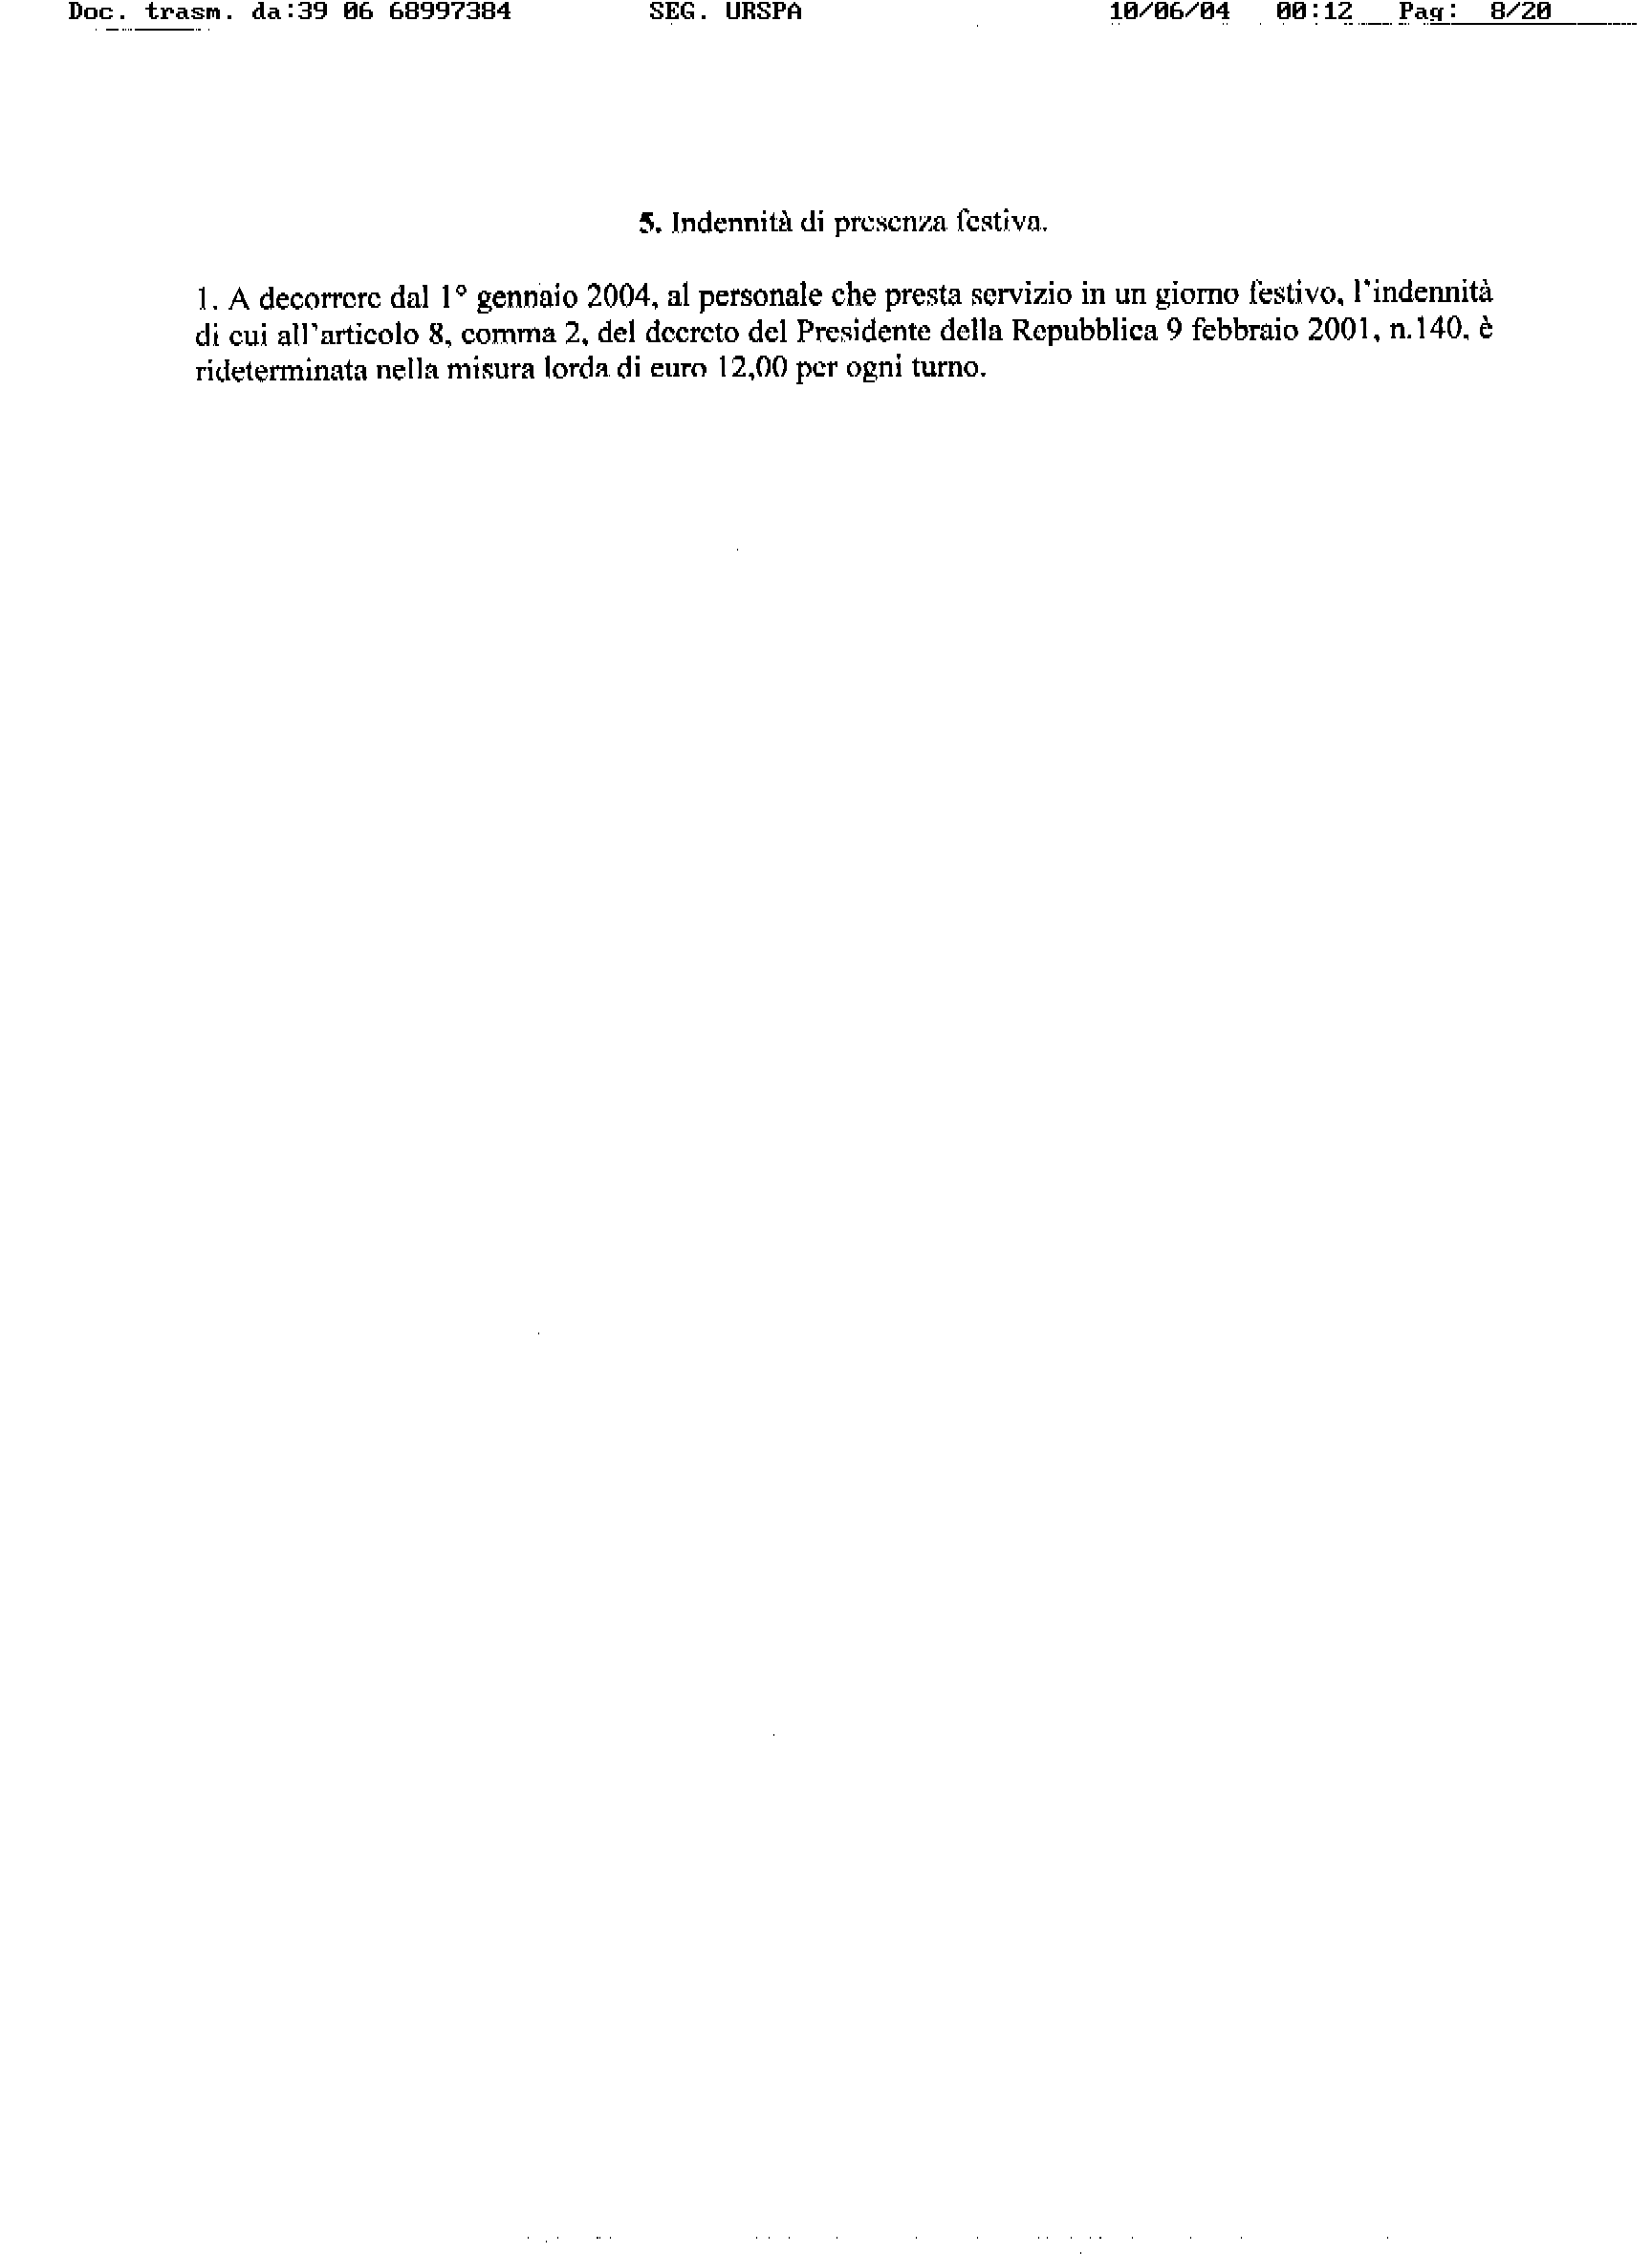 Doc. trasm. da:39 06 68997384 SEG. URSPA 10/06/04 00:12 Pag: 8/20
5. Indennità di presenza festiva.
1. A decorrere dal 1° gennaio 2004, al personale che presta servizio in un giorno festivo, l'indennità
di cui all'articolo 8, comma 2, del decreto del Presidente della Repubblica 9 febbraio 2001, n.140, è
rideterminata nella misura lorda di euro 12,00 per ogni turno.